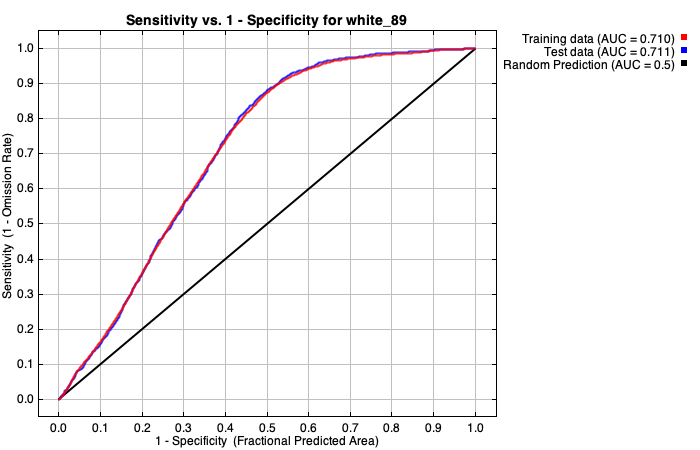 Sensitivity vs. 1 - Specificity for white_89
Training data (AUC = 0.710)
Test data (AUC = 0.711)
Random Prediction (AUC = 0.5)
Sensitivity (1 - Omission Rate)
1.0
0.9
0.8
0.7
0.6
0.5
0.4
0.3
0.2
0.1
0.0
0.0 0.1 0.2 0.3 0.4 0.5 0.6 0.7 0.8 0.9 1.0
1 - Specificity (Fractional Predicted Area)